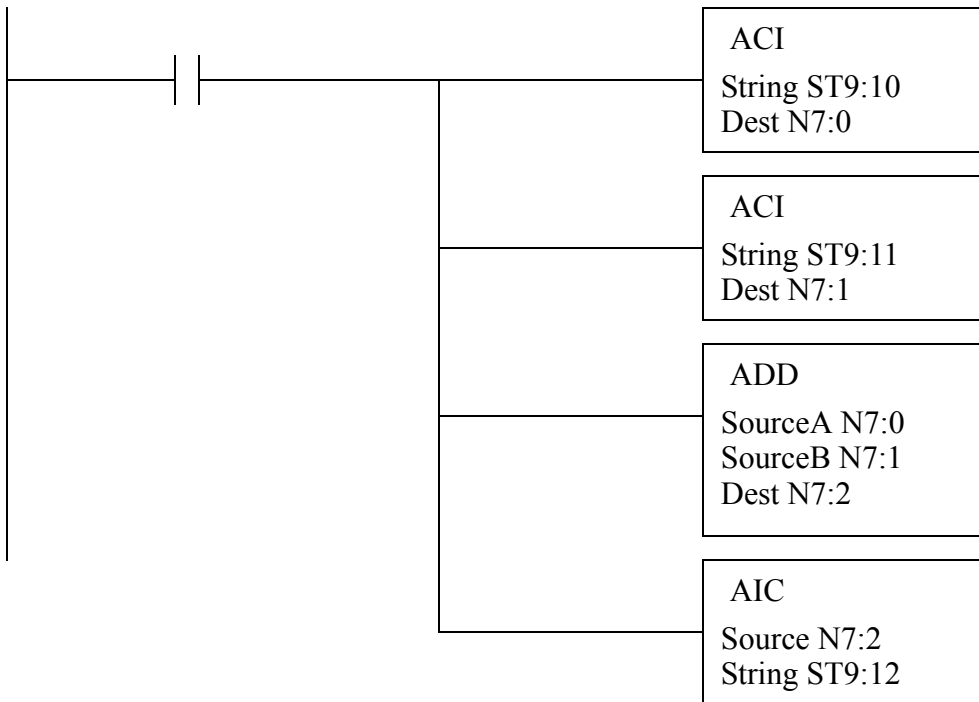 ACI
String ST9:10
Dest N7:0
ACI
String ST9:11
Dest N7:1
ADD
SourceA N7:0
SourceB N7:1
Dest N7:2
AIC
Source N7:2
String ST9:12